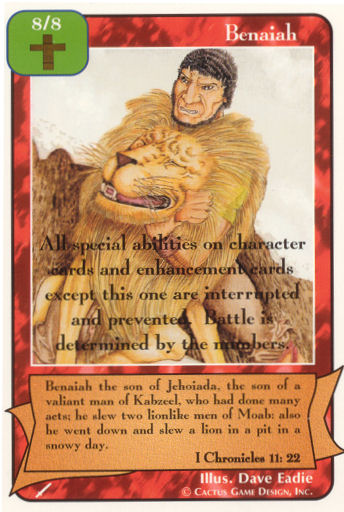 8/8
Benaiah
All special abilities on character
cards and enhancement cards
except this one are interrupted
and prevented. Battle is
determined by the numbers.
Benaiah the son of Jehoiada, the son of a
valiant man of Kabzeel, who had done many
acts; he slew two lionlike men of Moab: also
he went down and slew a lion in a pit in a
snowy day.
I Chronicles 11: 22
Illus. Dave Eadie
© Cactus Game Design, Inc.